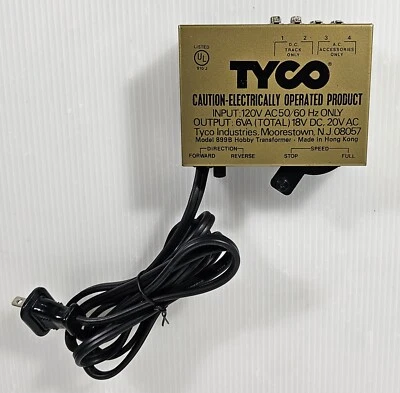 1 2 3 4
D.C. TRACK ONLY A.C. ACCESSORIES ONLY
LISTED
UL
TYCO®
CAUTION-ELECTRICALLY OPERATED PRODUCT
INPUT: 120V AC 50/60 Hz ONLY
OUTPUT: 6VA (TOTAL) 18V DC, 20V AC
Tyco Industries, Moorestown, N.J. 08057
Model 899B Hobby Transformer - Made in Hong Kong
DIRECTION SPEED
FORWARD REVERSE STOP FULL